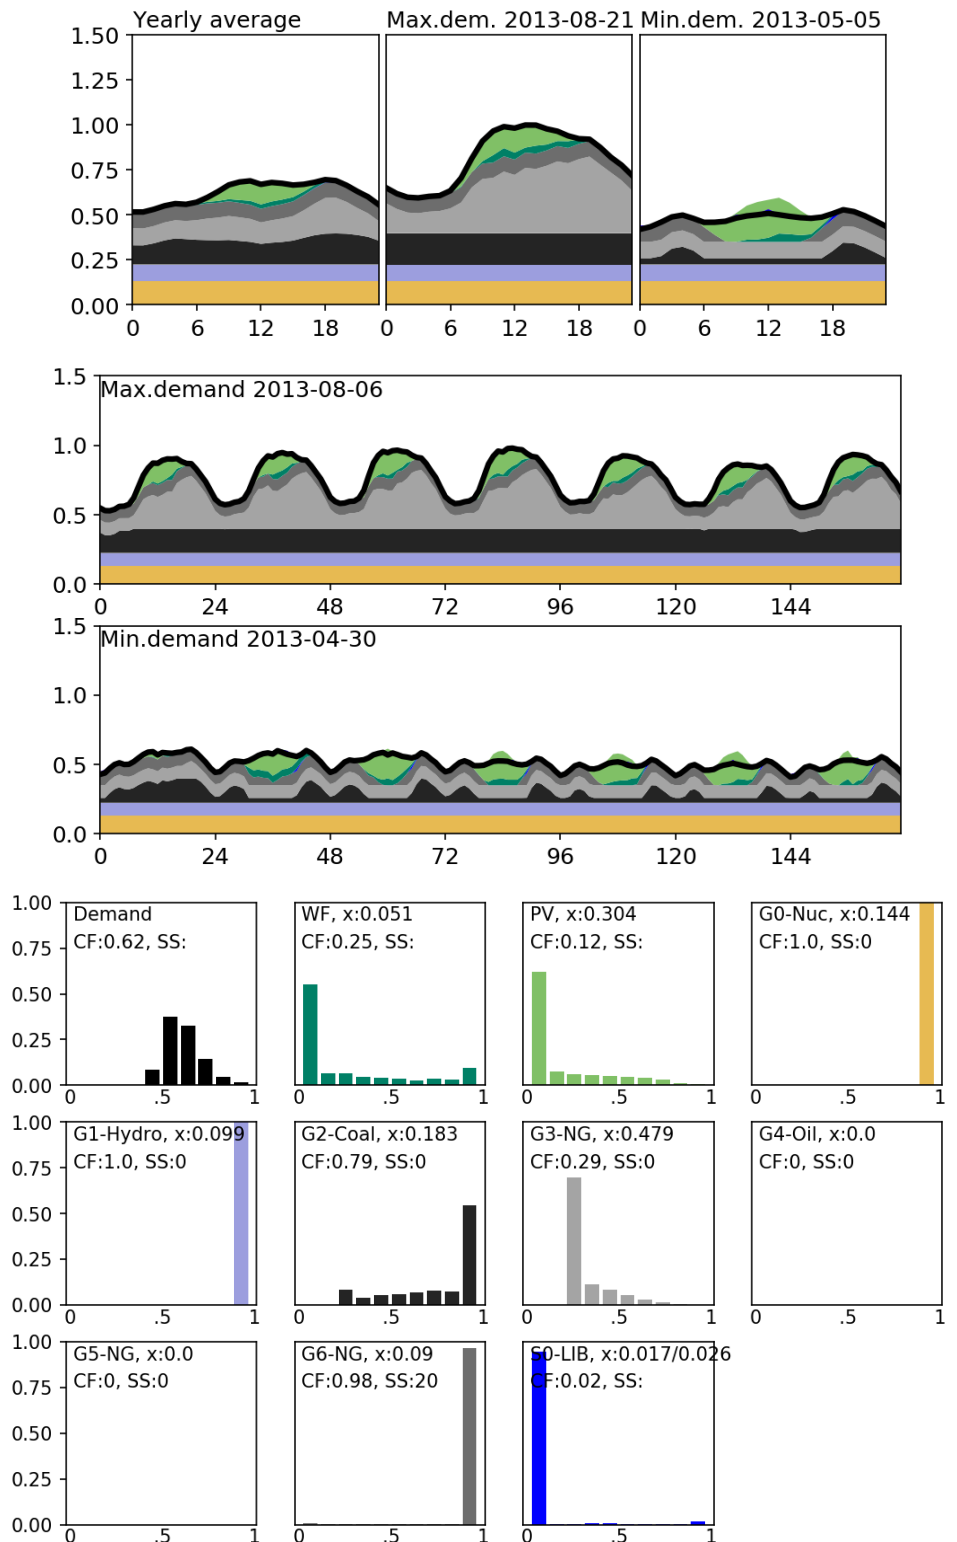 Yearly average Max.dem. 2013-08-21 Min.dem. 2013-05-05
1.50
1.25
1.00
0.75
0.50
0.25
0.00
0 6 12 18 0 6 12 18 0 6 12 18
1.5
Max.demand 2013-08-06
1.0
0.5
0.0
0 24 48 72 96 120 144
1.5
Min.demand 2013-04-30
1.0
0.5
0.0
0 24 48 72 96 120 144
1.00
Demand WF, x:0.051 PV, x:0.304 G0-Nuc, x:0.144
CF:0.62, SS: CF:0.25, SS: CF:0.12, SS: CF:1.0, SS:0
0.75
0.50
0.25
0.00
0 .5 1 0 .5 1 0 .5 1 0 .5 1
1.00
G1-Hydro, x:0.099 G2-Coal, x:0.183 G3-NG, x:0.479 G4-Oil, x:0.0
CF:1.0, SS:0 CF:0.79, SS:0 CF:0.29, SS:0 CF:0, SS:0
0.75
0.50
0.25
0.00
0 .5 1 0 .5 1 0 .5 1 0 .5 1
1.00
G5-NG, x:0.0 G6-NG, x:0.09 S0-LIB, x:0.017/0.026
CF:0, SS:0 CF:0.98, SS:20 CF:0.02, SS:
0.75
0.50
0.25
0.00
0 .5 1 0 .5 1 0 .5 1